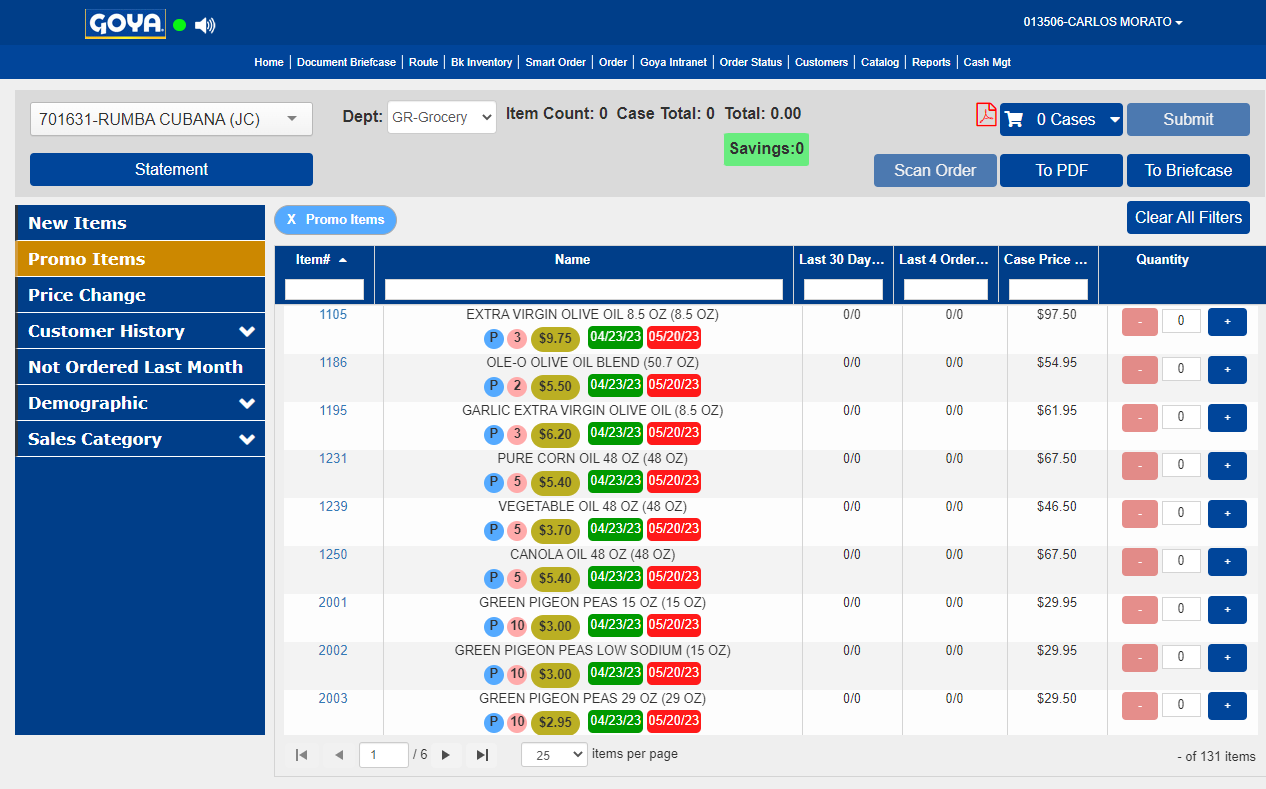 GOYA
013506-CARLOS MORATO
Home | Document Briefcase | Route | Bk Inventory | Smart Order | Order | Goya Intranet | Order Status | Customers | Catalog | Reports | Cash Mgt
701631-RUMBA CUBANA (JC)
Dept: GR-Grocery
Item Count: 0 Case Total: 0 Total: 0.00
Savings:0
0 Cases
Submit
Statement
Scan Order
To PDF
To Briefcase
New Items
Promo Items
Price Change
Customer History
Not Ordered Last Month
Demographic
Sales Category
X Promo Items
Clear All Filters
Item# Name Last 30 Day... Last 4 Order... Case Price ... Quantity
1105 EXTRA VIRGIN OLIVE OIL 8.5 OZ (8.5 OZ) 0/0 0/0 $97.50 - 0 +
P 3 $9.75 04/23/23 05/20/23
1186 OLE-O OLIVE OIL BLEND (50.7 OZ) 0/0 0/0 $54.95 - 0 +
P 2 $5.50 04/23/23 05/20/23
1195 GARLIC EXTRA VIRGIN OLIVE OIL (8.5 OZ) 0/0 0/0 $61.95 - 0 +
P 3 $6.20 04/23/23 05/20/23
1231 PURE CORN OIL 48 OZ (48 OZ) 0/0 0/0 $67.50 - 0 +
P 5 $5.40 04/23/23 05/20/23
1239 VEGETABLE OIL 48 OZ (48 OZ) 0/0 0/0 $46.50 - 0 +
P 5 $3.70 04/23/23 05/20/23
1250 CANOLA OIL 48 OZ (48 OZ) 0/0 0/0 $67.50 - 0 +
P 5 $5.40 04/23/23 05/20/23
2001 GREEN PIGEON PEAS 15 OZ (15 OZ) 0/0 0/0 $29.95 - 0 +
P 10 $3.00 04/23/23 05/20/23
2002 GREEN PIGEON PEAS LOW SODIUM (15 OZ) 0/0 0/0 $29.95 - 0 +
P 10 $3.00 04/23/23 05/20/23
2003 GREEN PIGEON PEAS 29 OZ (29 OZ) 0/0 0/0 $29.50 - 0 +
P 10 $2.95 04/23/23 05/20/23
1 / 6 25 items per page - of 131 items